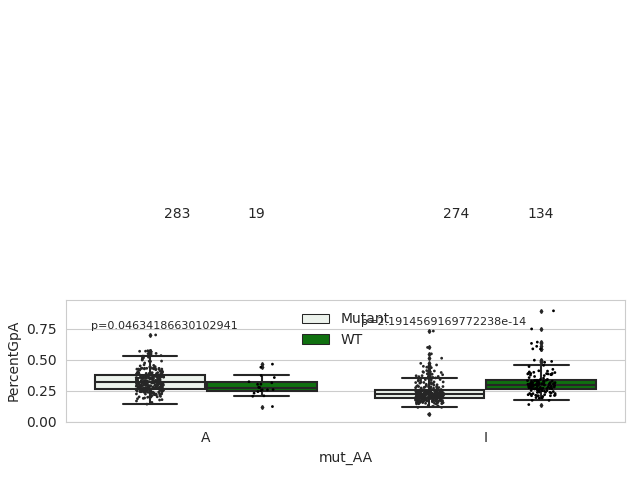 283 19 274 134
p=0.04634186630102941
p=2.1914569169772238e-14
Mutant
WT
PercentGpA
0.75
0.50
0.25
0.00
A I
mut_AA